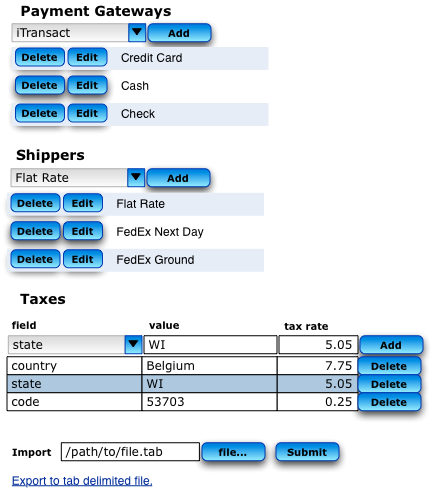 Payment Gateways
iTransact Add
Delete Edit Credit Card
Delete Edit Cash
Delete Edit Check
Shippers
Flat Rate Add
Delete Edit Flat Rate
Delete Edit FedEx Next Day
Delete Edit FedEx Ground
Taxes
field value tax rate
state WI 5.05 Add
country Belgium 7.75 Delete
state WI 5.05 Delete
code 53703 0.25 Delete
Import /path/to/file.tab file... Submit
Export to tab delimited file.